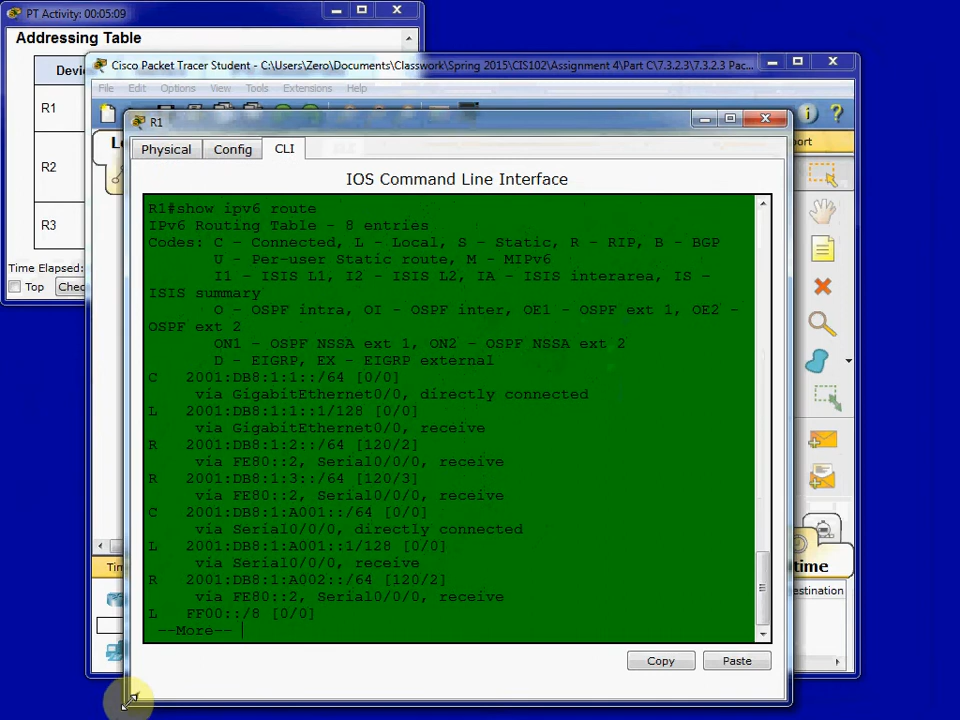 PT Activity: 00:05:09
Addressing Table
Devi
R1
R2
R3
Time Elapsed:
Top
Chec
Cisco Packet Tracer Student - C:\Users\Zero\Documents\Classwork\Spring 2015\CIS102\Assignment 4\Part C\7.3.2.3\7.3.2.3 Pac...
File Edit Options View Tools Extensions Help
R1
Physical Config CLI
IOS Command Line Interface
R1#show ipv6 route
IPv6 Routing Table - 8 entries
Codes: C - Connected, L - Local, S - Static, R - RIP, B - BGP
U - Per-user Static route, M - MIPv6
I1 - ISIS L1, I2 - ISIS L2, IA - ISIS interarea, IS -
ISIS summary
O - OSPF intra, OI - OSPF inter, OE1 - OSPF ext 1, OE2 -
OSPF ext 2
ON1 - OSPF NSSA ext 1, ON2 - OSPF NSSA ext 2
D - EIGRP, EX - EIGRP external
C 2001:DB8:1:1::/64 [0/0]
via GigabitEthernet0/0, directly connected
L 2001:DB8:1:1::1/128 [0/0]
via GigabitEthernet0/0, receive
R 2001:DB8:1:2::/64 [120/2]
via FE80::2, Serial0/0/0, receive
R 2001:DB8:1:3::/64 [120/3]
via FE80::2, Serial0/0/0, receive
C 2001:DB8:1:A001::/64 [0/0]
via Serial0/0/0, directly connected
L 2001:DB8:1:A001::1/128 [0/0]
via Serial0/0/0, receive
R 2001:DB8:1:A002::/64 [120/2]
via FE80::2, Serial0/0/0, receive
L FF00::/8 [0/0]
--More--
Copy Paste
Lo
port
Tim
time
estination